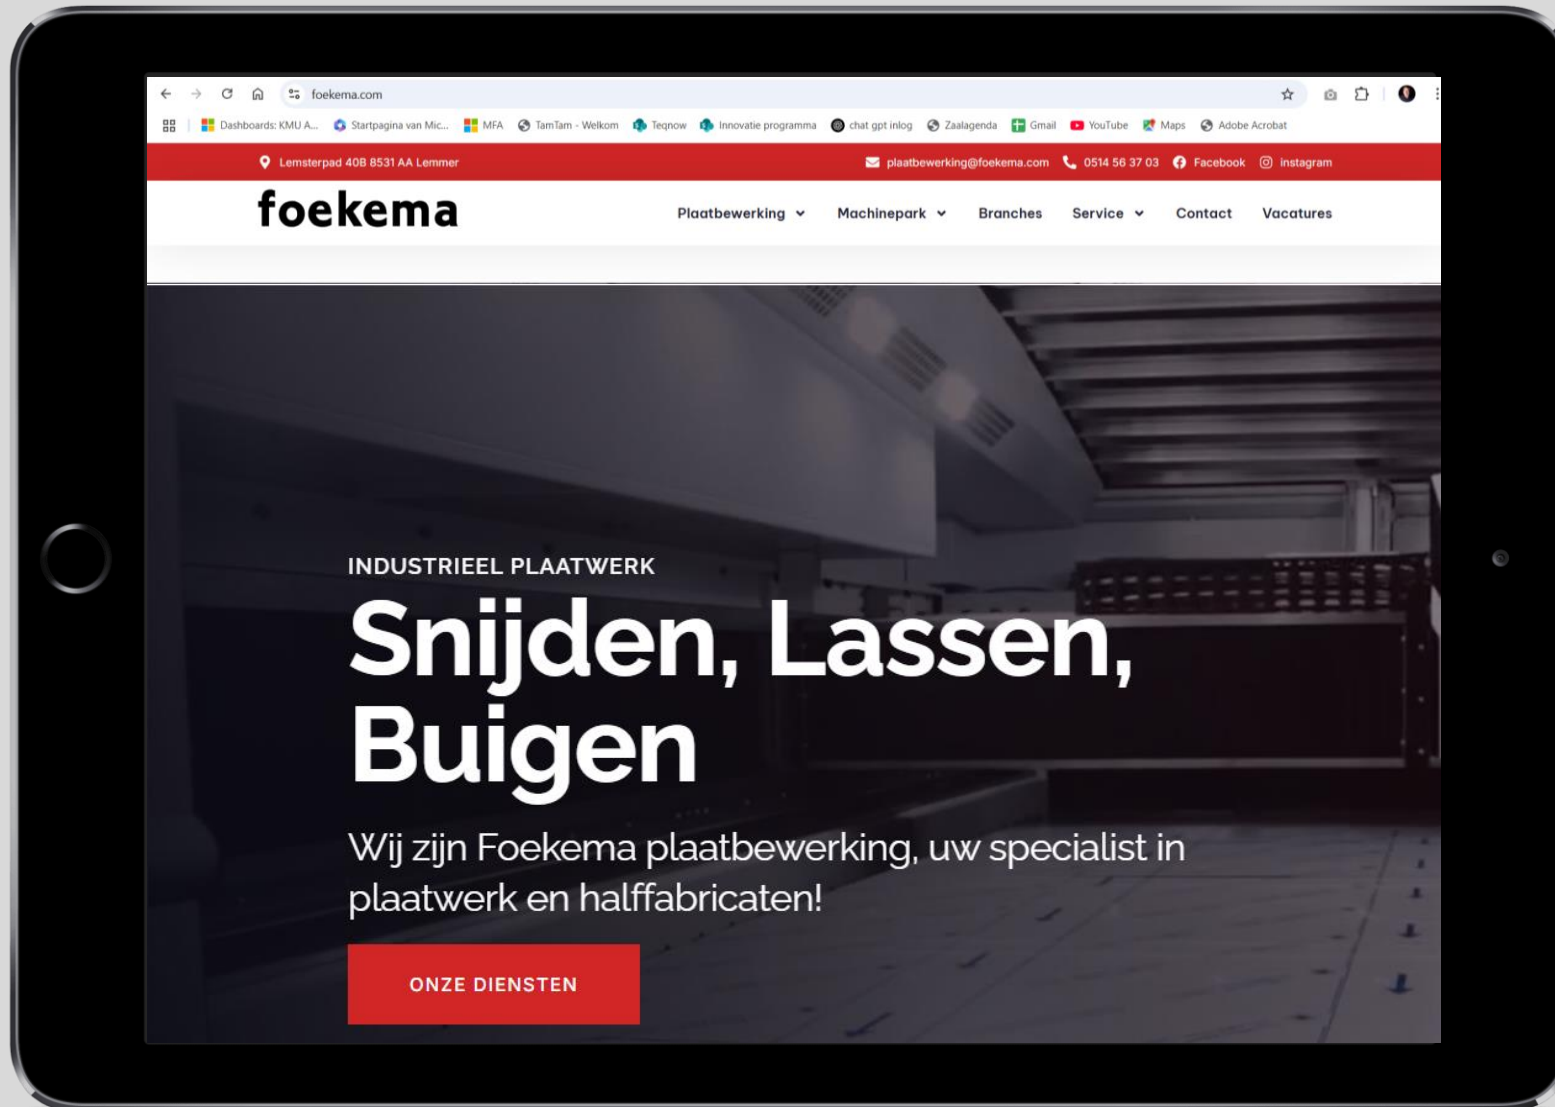 foekema.com
Dashboards: KMU A... Startpagina van Mic... MFA TamTam - Welkom Teqnow Innovatie programma chat gpt inlog Zaalagenda Gmail YouTube Maps Adobe Acrobat
Lemsterpad 40B 8531 AA Lemmer plaatbewerking@foekema.com 0514 56 37 03 Facebook instagram
foekema Plaatbewerking Machinepark Branches Service Contact Vacatures
INDUSTRIEEL PLAATWERK
Snijden, Lassen,
Buigen
Wij zijn Foekema plaatbewerking, uw specialist in
plaatwerk en halffabricaten!
ONZE DIENSTEN